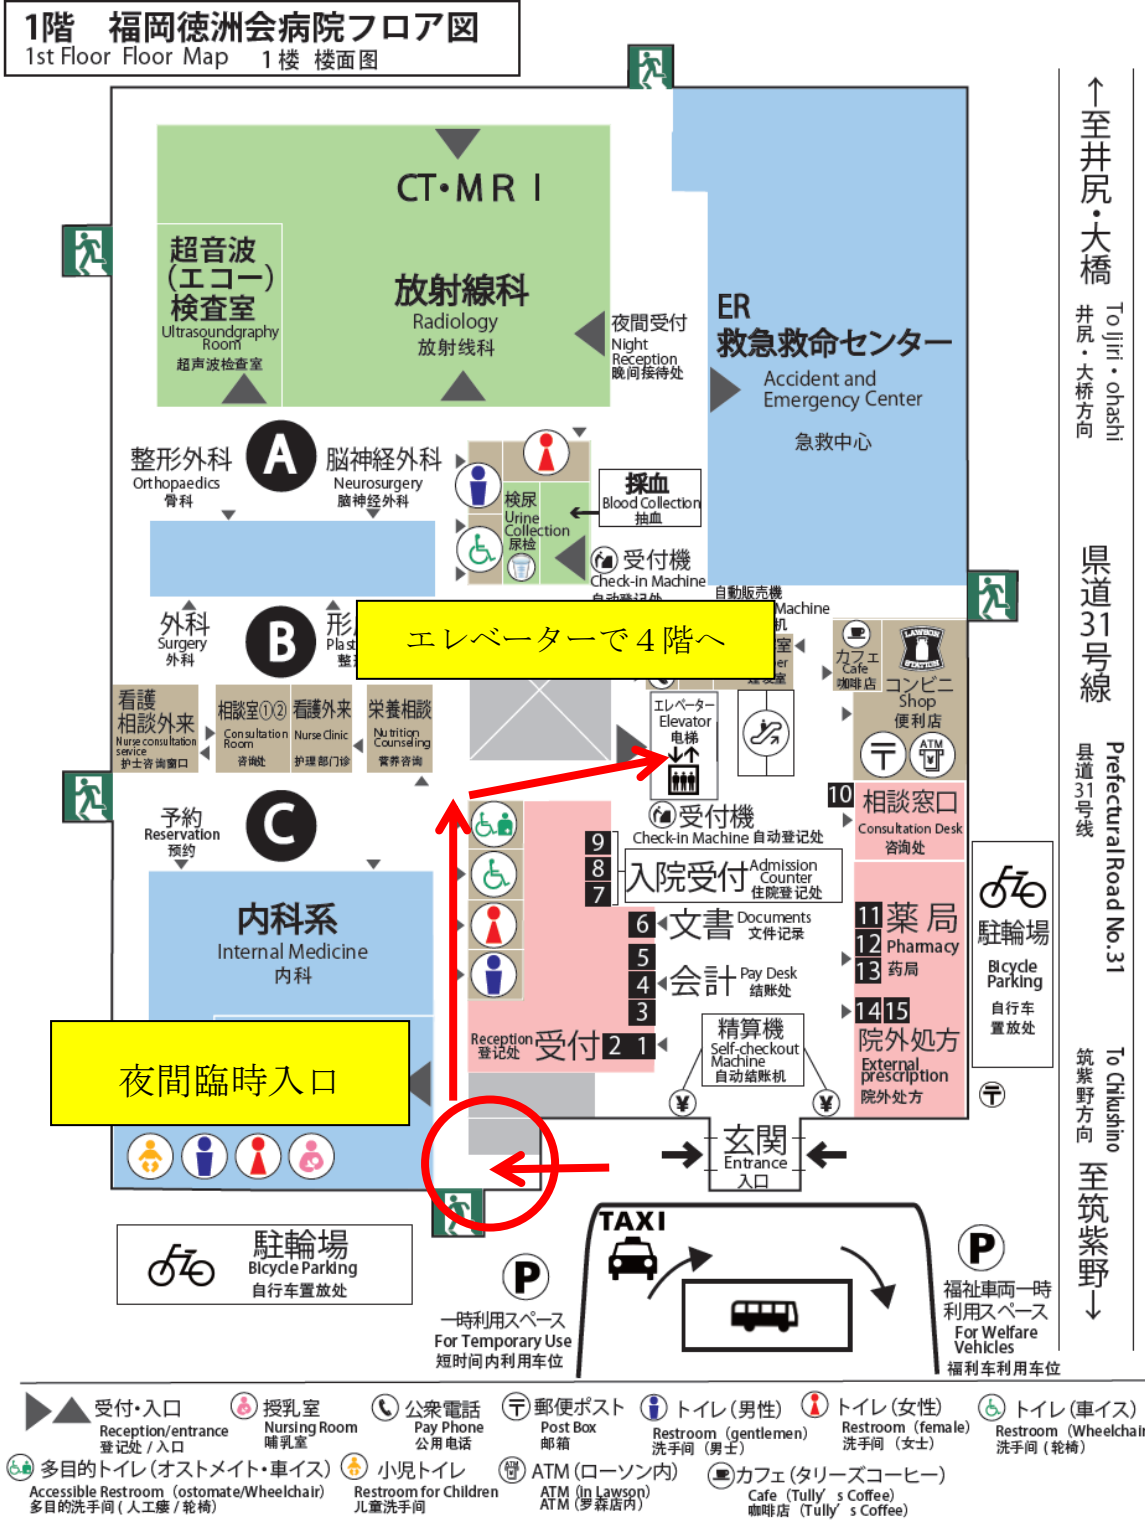 1階　福岡徳洲会病院フロア図
1st Floor Floor Map　1楼 楼面图
CT・MRI
超音波
(エコー)
検査室
Ultrasoundgraphy
Room
超声波检查室
放射線科
Radiology
放射线科
夜間受付
Night
Reception
晚间接待处
ER
救急救命センター
Accident and
Emergency Center
急救中心
←至井尻・大橋
To Ijiri・ohashi
井尻・大桥方向
A
整形外科
Orthopaedics
骨科
脳神経外科
Neurosurgery
脑神经外科
検尿
Urine
Collection
尿检
採血
Blood Collection
抽血
受付機
Check-in Machine
自动登记处
自動販売機
Machine
机
県道31号線
Prefectural Road No.31
县道31号线
B
外科
Surgery
外科
形
Plast
整
エレベーターで４階へ
室
カフェ
Cafe
咖啡店
LAWSON
STATION
コンビニ
Shop
便利店
〒
ATM
看護
相談外来
Nurse consultation
service
护士咨询窗口
相談室①②
Consultation
Room
咨询处
看護外来
Nurse Clinic
护理部门诊
栄養相談
Nutrition
Counseling
营养咨询
エレベーター
Elevator
电梯
C
予約
Reservation
预约
受付機
Check-in Machine 自动登记处
10 相談窓口
Consultation Desk
咨询处
9
8
7
入院受付
Admission
Counter
住院登记处
6 文書 Documents
文件记录
5
4 会計 Pay Desk
结账处
3
Reception
登记处
受付 2 1
内科系
Internal Medicine
内科
11
12
13
薬局
Pharmacy
药局
14 15
院外処方
External
prescription
院外处方
駐輪場
Bicycle
Parking
自行车
置放处
〒
精算機
Self-checkout
Machine
自动结账机
¥
¥
夜間臨時入口
玄関
Entrance
入口
To Chikushino
筑紫野方向
至筑紫野→
駐輪場
Bicycle Parking
自行车置放处
P
一時利用スペース
For Temporary Use
短时间内利用车位
TAXI
P
福祉車両一時
利用スペース
For Welfare
Vehicles
福利车利用车位
受付・入口
Reception/entrance
登记处 / 入口
授乳室
Nursing Room
哺乳室
公衆電話
Pay Phone
公用电话
〒 郵便ポスト
Post Box
邮箱
トイレ(男性)
Restroom (gentlemen)
洗手间 (男士)
トイレ(女性)
Restroom (female)
洗手间 (女士)
トイレ(車イス)
Restroom (Wheelchair
洗手间 (轮椅)
多目的トイレ(オストメイト・車イス)
Accessible Restroom (ostomate/Wheelchair)
多目的洗手间 (人工瘘 / 轮椅)
小児トイレ
Restroom for Children
儿童洗手间
ATM (ローソン内)
ATM (in Lawson)
ATM (罗森店内)
カフェ(タリーズコーヒー)
Cafe (Tully's Coffee)
咖啡店 (Tully's Coffee)